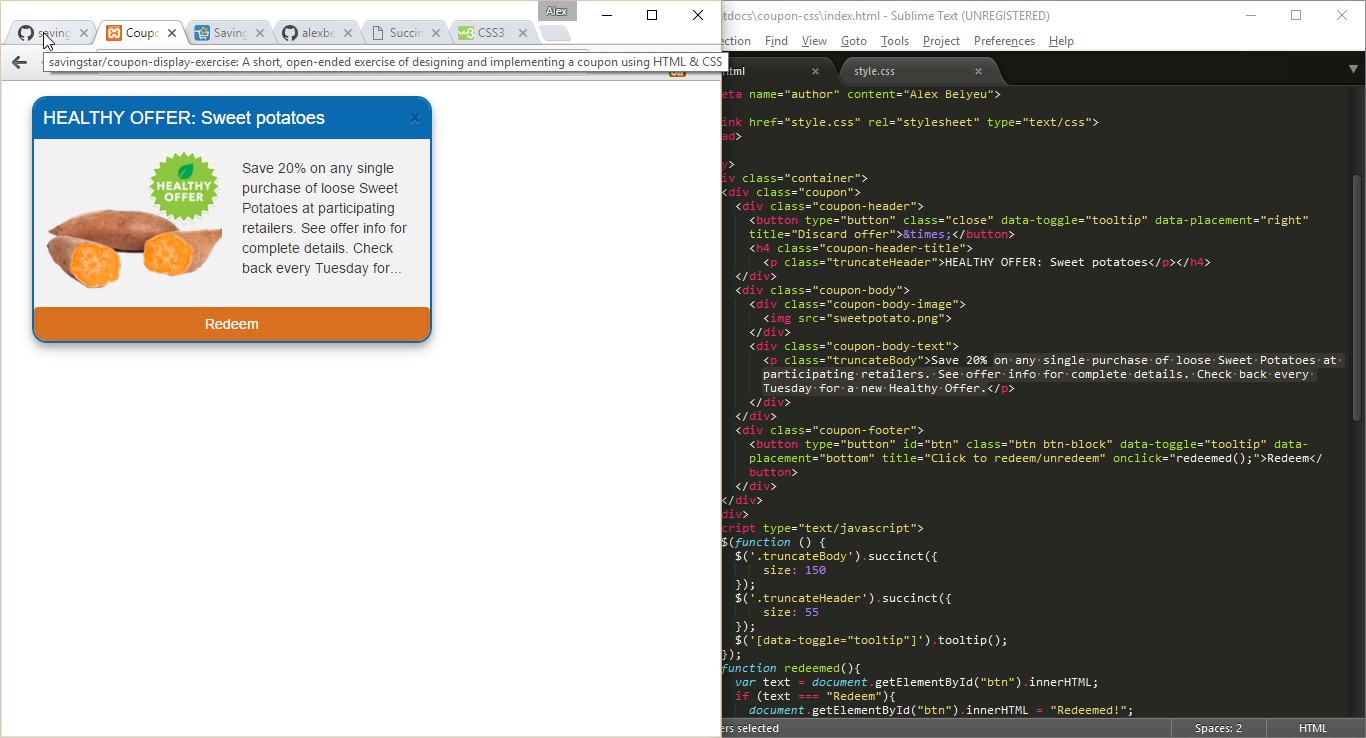 Alex
saving
Coupo
Saving
alexbe
Succin
CSS3
savingstar/coupon-display-exercise: A short, open-ended exercise of designing and implementing a coupon using HTML & CSS
HEALTHY OFFER: Sweet potatoes ×
HEALTHY
OFFER
Save 20% on any single
purchase of loose Sweet
Potatoes at participating
retailers. See offer info for
complete details. Check
back every Tuesday for...
Redeem
tdocs\coupon-css\index.html - Sublime Text (UNREGISTERED)
ection Find View Goto Tools Project Preferences Help
html
style.css
eta name="author" content="Alex Belyeu">
ink href="style.css" rel="stylesheet" type="text/css">
ad>
y>
iv class="container">
<div class="coupon">
<div class="coupon-header">
<button type="button" class="close" data-toggle="tooltip" data-placement="right"
title="Discard offer">&times;</button>
<h4 class="coupon-header-title">
<p class="truncateHeader">HEALTHY OFFER: Sweet potatoes</p></h4>
</div>
<div class="coupon-body">
<div class="coupon-body-image">
<img src="sweetpotato.png">
</div>
<div class="coupon-body-text">
<p class="truncateBody">Save 20% on any single purchase of loose Sweet Potatoes at
participating retailers. See offer info for complete details. Check back every
Tuesday for a new Healthy Offer.</p>
</div>
</div>
<div class="coupon-footer">
<button type="button" id="btn" class="btn btn-block" data-toggle="tooltip" data-
placement="bottom" title="Click to redeem/unredeem" onclick="redeemed();">Redeem</
button>
</div>
</div>
div>
cript type="text/javascript">
$(function () {
$('.truncateBody').succinct({
size: 150
});
$('.truncateHeader').succinct({
size: 55
});
$('[data-toggle="tooltip"]').tooltip();
});
function redeemed(){
var text = document.getElementById("btn").innerHTML;
if (text === "Redeem"){
document.getElementById("btn").innerHTML = "Redeemed!";
ers selected
Spaces: 2
HTML